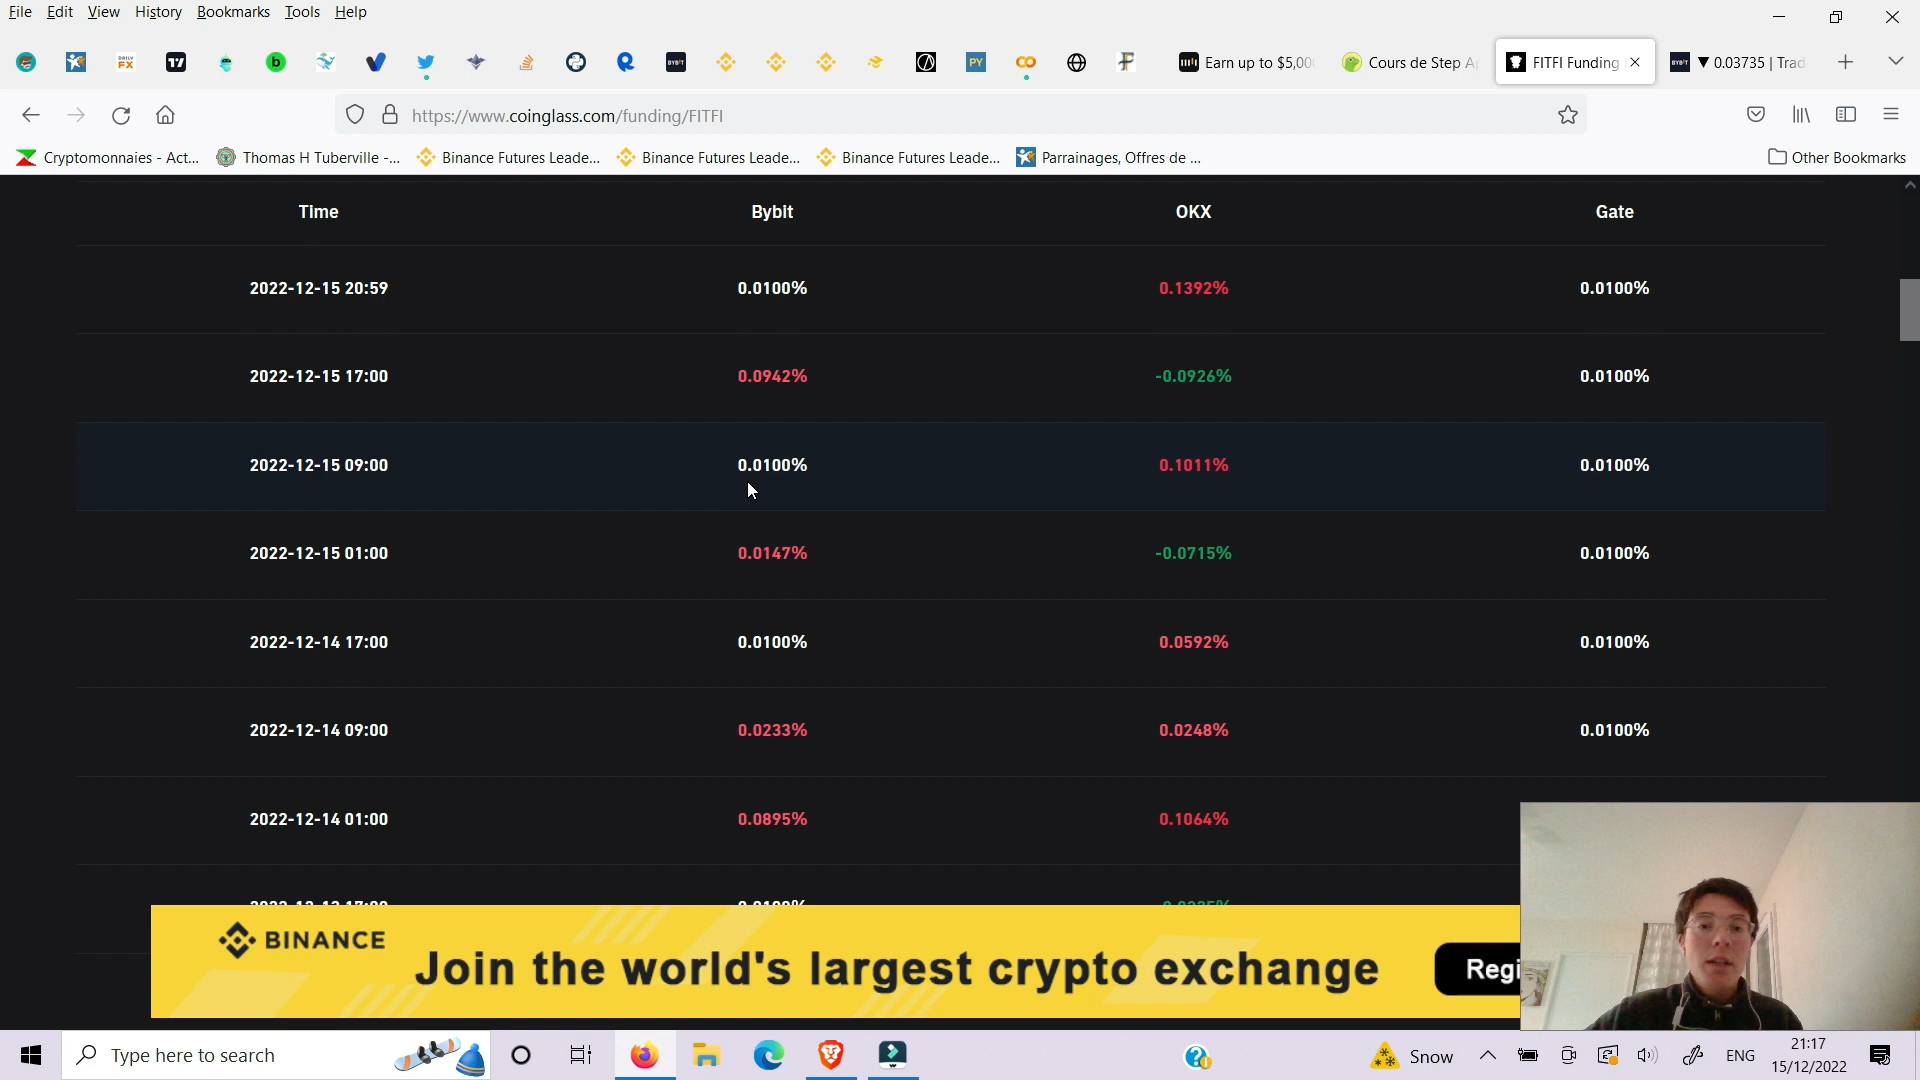 File Edit View History Bookmarks Tools Help
DAILY FX
BYBIT
PY
Earn up to $5,00
Cours de Step A
FITFI Funding
▼ 0.03735 | Trad
https://www.coinglass.com/funding/FITFI
Cryptomonnaies - Act...
Thomas H Tuberville -...
Binance Futures Leade...
Binance Futures Leade...
Binance Futures Leade...
Parrainages, Offres de ...
Other Bookmarks
Time Bybit OKX Gate
2022-12-15 20:59 0.0100% 0.1392% 0.0100%
2022-12-15 17:00 0.0942% -0.0926% 0.0100%
2022-12-15 09:00 0.0100% 0.1011% 0.0100%
2022-12-15 01:00 0.0147% -0.0715% 0.0100%
2022-12-14 17:00 0.0100% 0.0592% 0.0100%
2022-12-14 09:00 0.0233% 0.0248% 0.0100%
2022-12-14 01:00 0.0895% 0.1064%
BINANCE
Join the world's largest crypto exchange
Regi
Type here to search
Snow
ENG
21:17
15/12/2022